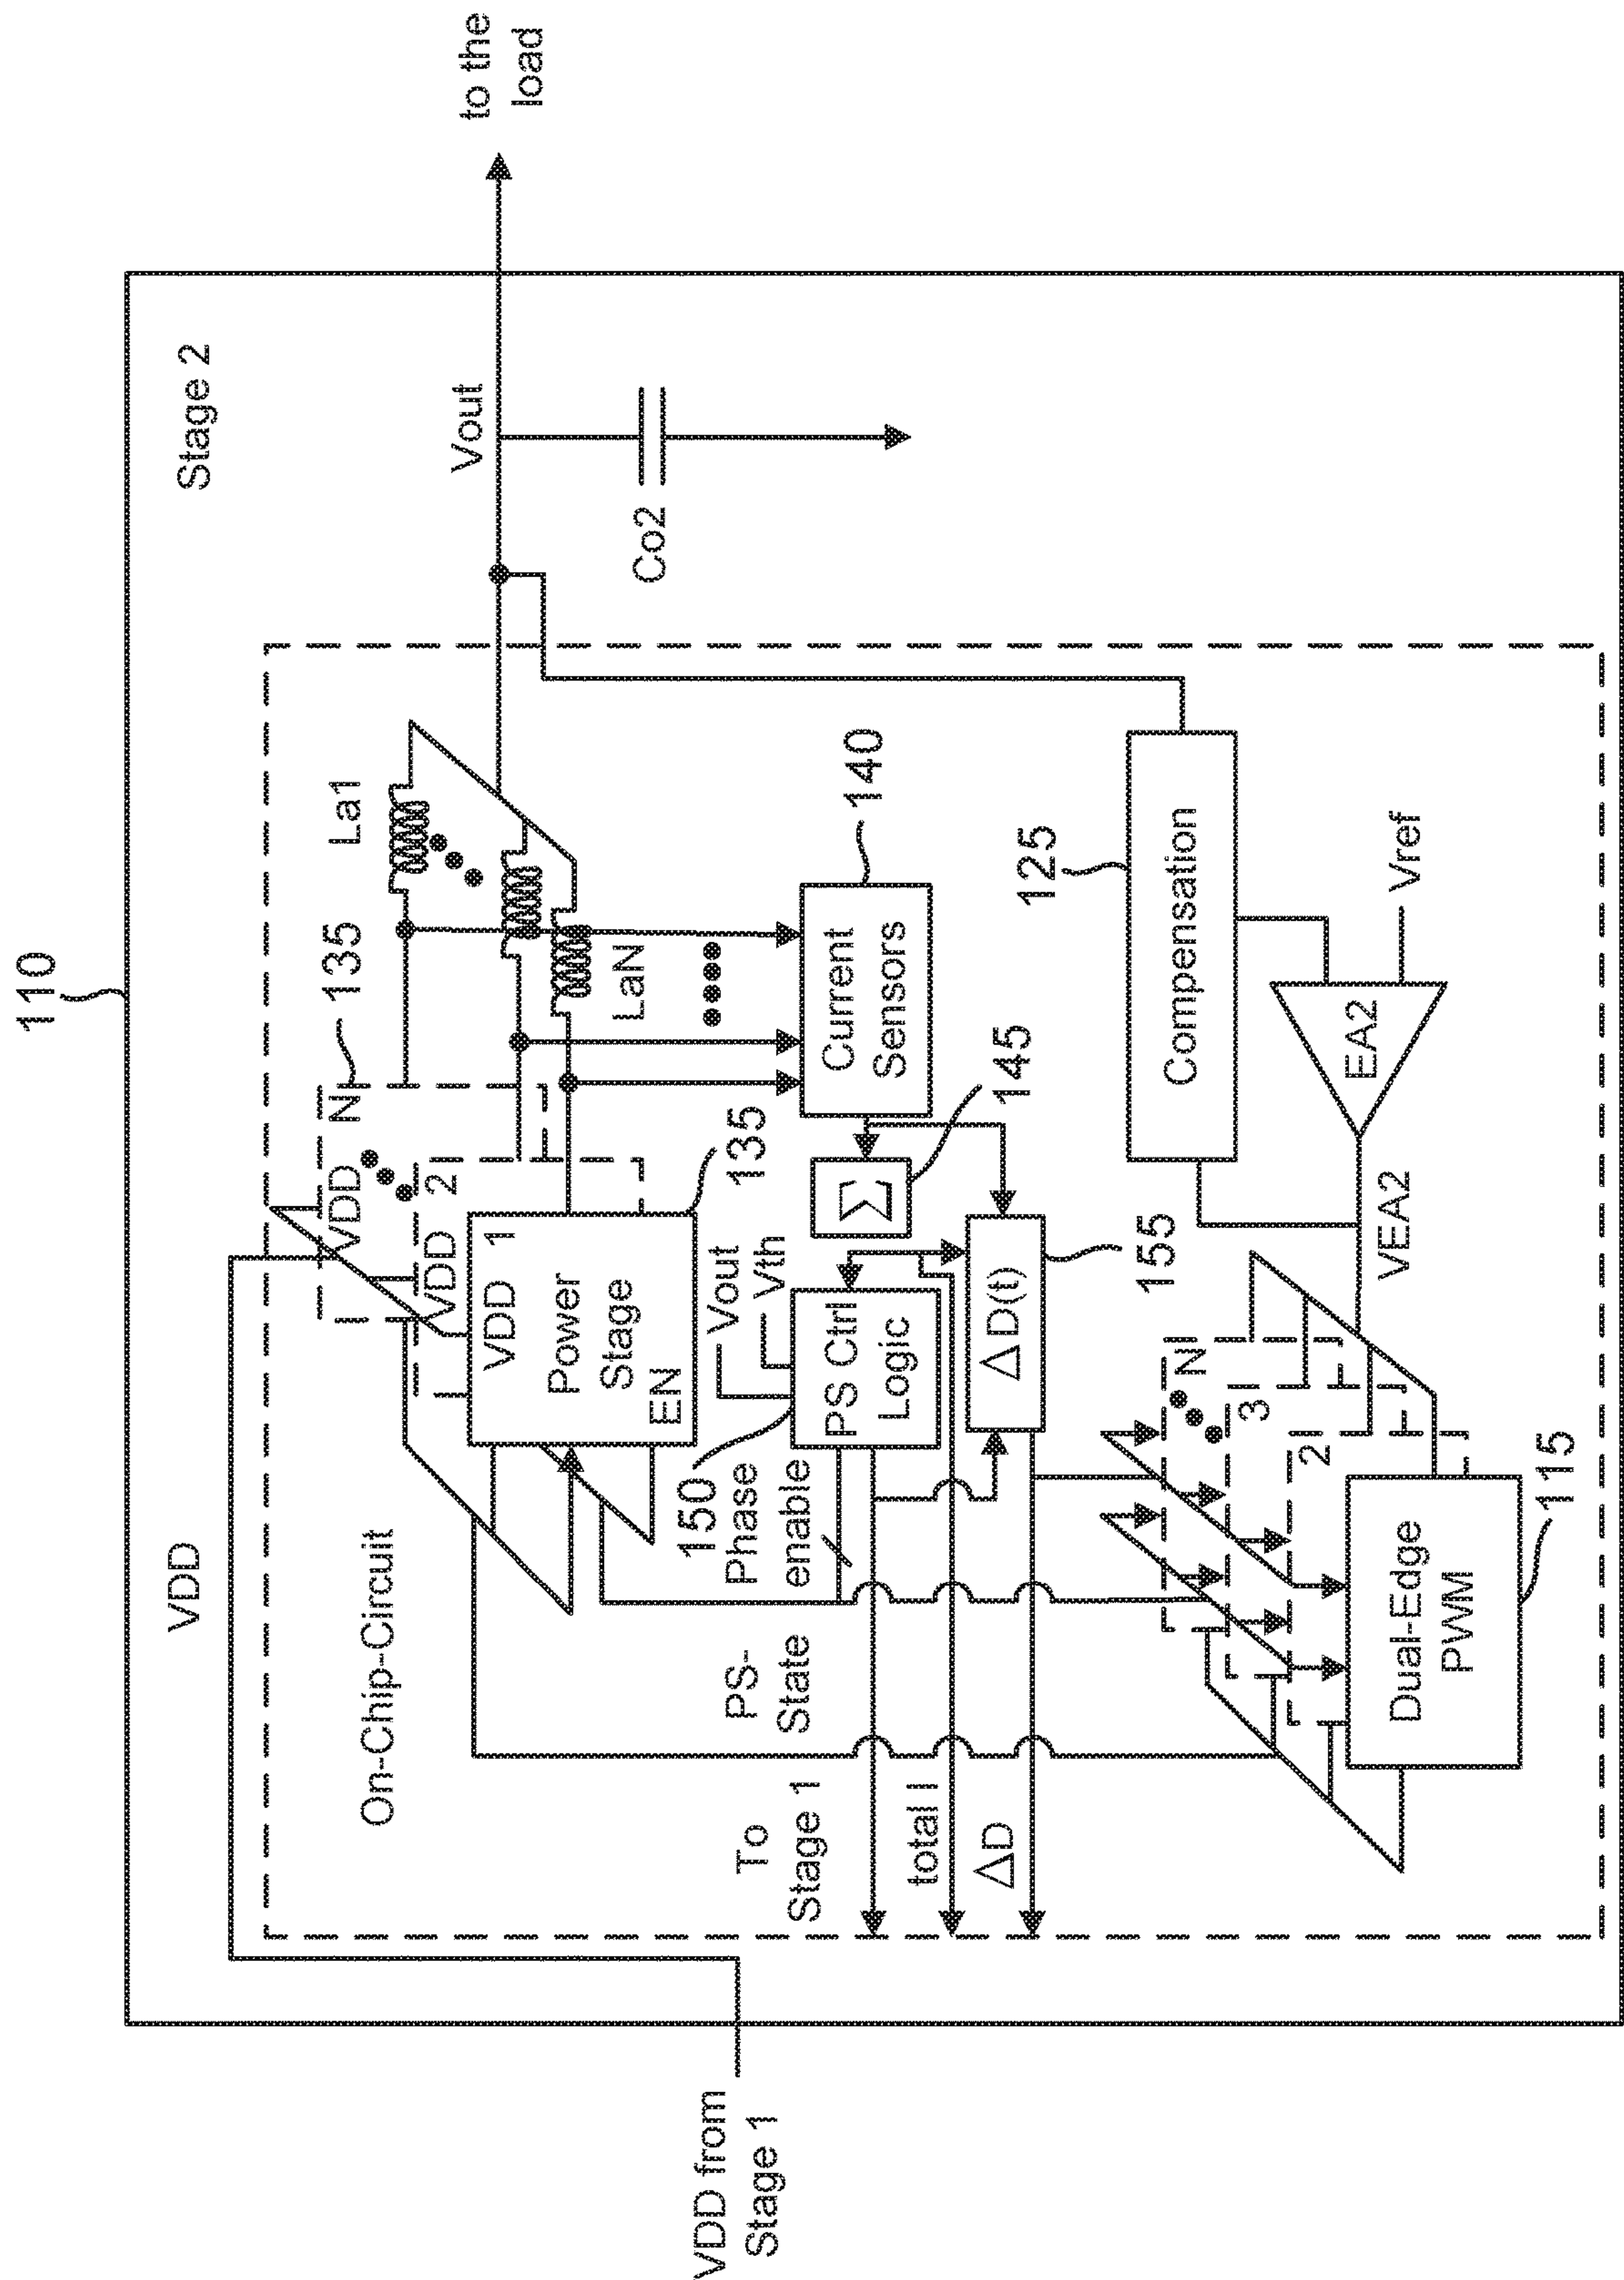 110
Stage 2
VDD
On-Chip-Circuit
VDD from
Stage 1
to the
load
Vout
Co2
La1
LaN
135
N
VDD
2
VDD
VDD 1
Power
Stage
EN
135
Vout
Vth
140
Current
Sensors
145
Σ
150
PS Ctrl
Logic
Phase
enable
PS-
State
To
Stage 1
total I
ΔD
ΔD(t)
155
125
Compensation
Vref
EA2
VEA2
N
3
2
Dual-Edge
PWM
115